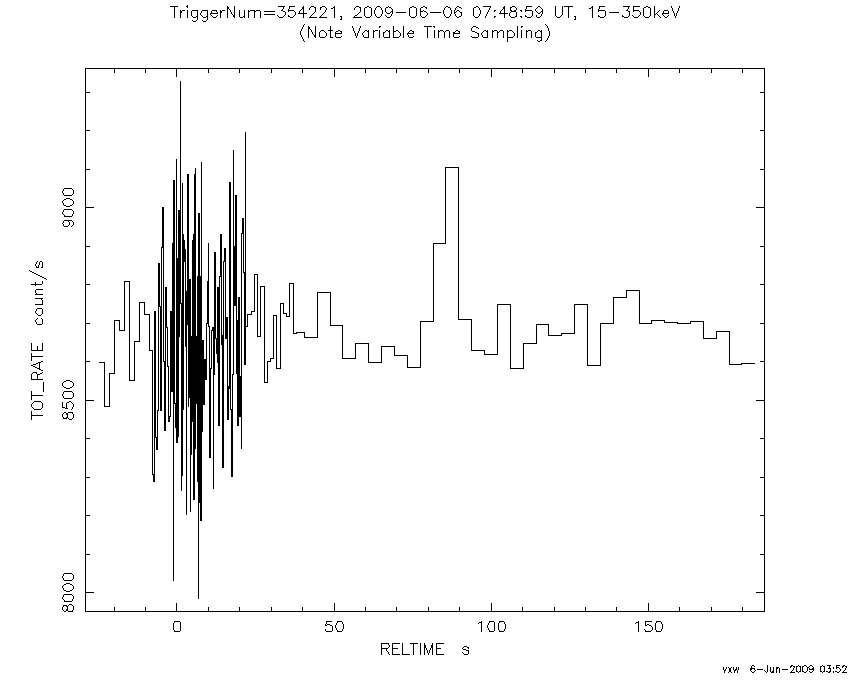 TriggerNum=354221, 2009-06-06 07:48:59 UT, 15-350keV
(Note Variable Time Sampling)
TOT_RATE count/s
9000
8500
8000
0 50 100 150
RELTIME s
vxw 6-Jun-2009 03:52